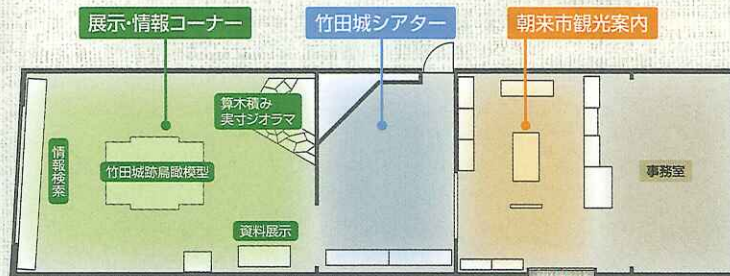 展示・情報コーナー
竹田城シアター
朝来市観光案内
算木積み
実寸ジオラマ
情報検索
竹田城跡鳥瞰模型
資料展示
事務室